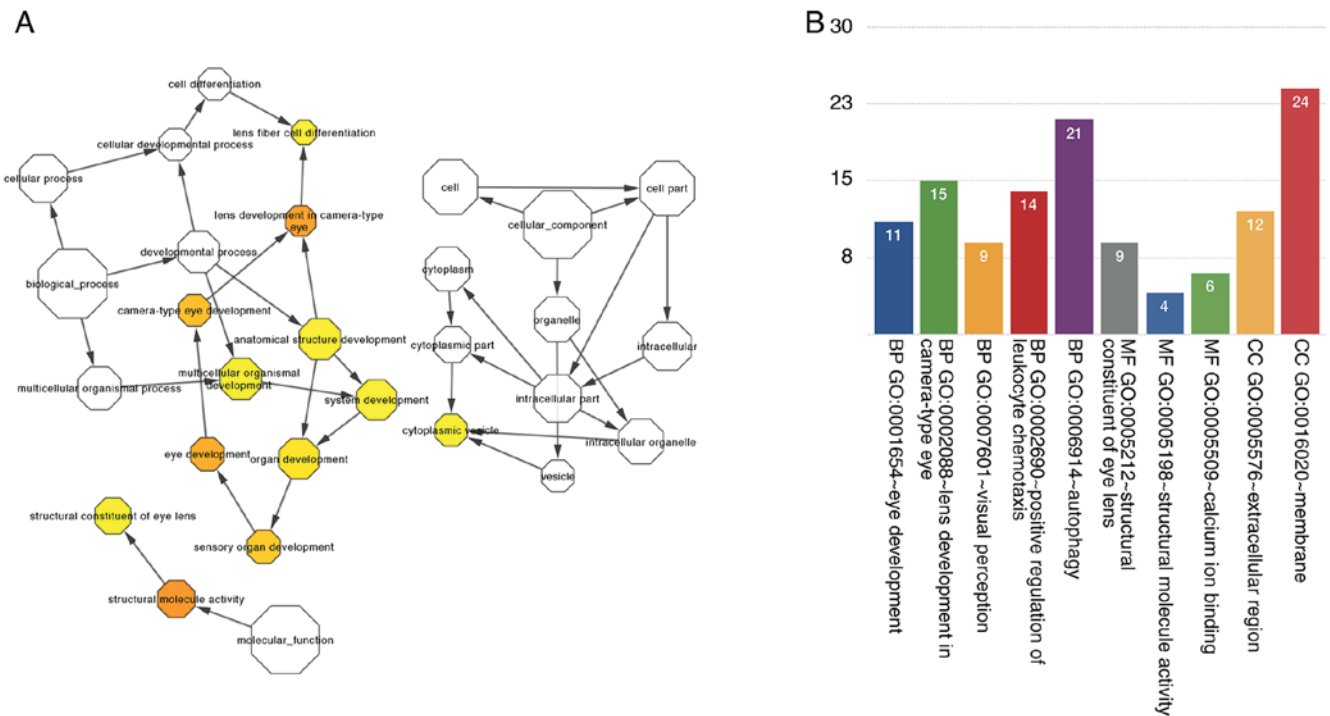 A
cell differentiation
lens fiber cell differentiation
cellular developmental process
cellular process
lens development in camera-type
eye
developmental process
biological_process
camera-type eye development
anatomical structure development
multicellular organismal
development
multicellular organismal process
system development
eye development
organ development
structural constituent of eye lens
sensory organ development
structural molecule activity
molecular_function
cell
cell part
cellular_component
cytoplasm
organelle
cytoplasmic part
intracellular
intracellular part
cytoplasmic vesicle
intracellular organelle
vesicle
B
30
23
15
8
11
15
9
14
21
9
4
6
12
24
BP GO:0001654~eye development
BP GO:0002088~lens development in
camera-type eye
BP GO:0007601~visual perception
BP GO:0002690~positive regulation of
leukocyte chemotaxis
BP GO:0006914~autophagy
MF GO:0005212~structural
constituent of eye lens
MF GO:0005198~structural molecule activity
MF GO:0005509~calcium ion binding
CC GO:0005576~extracellular region
CC GO:0016020~membrane